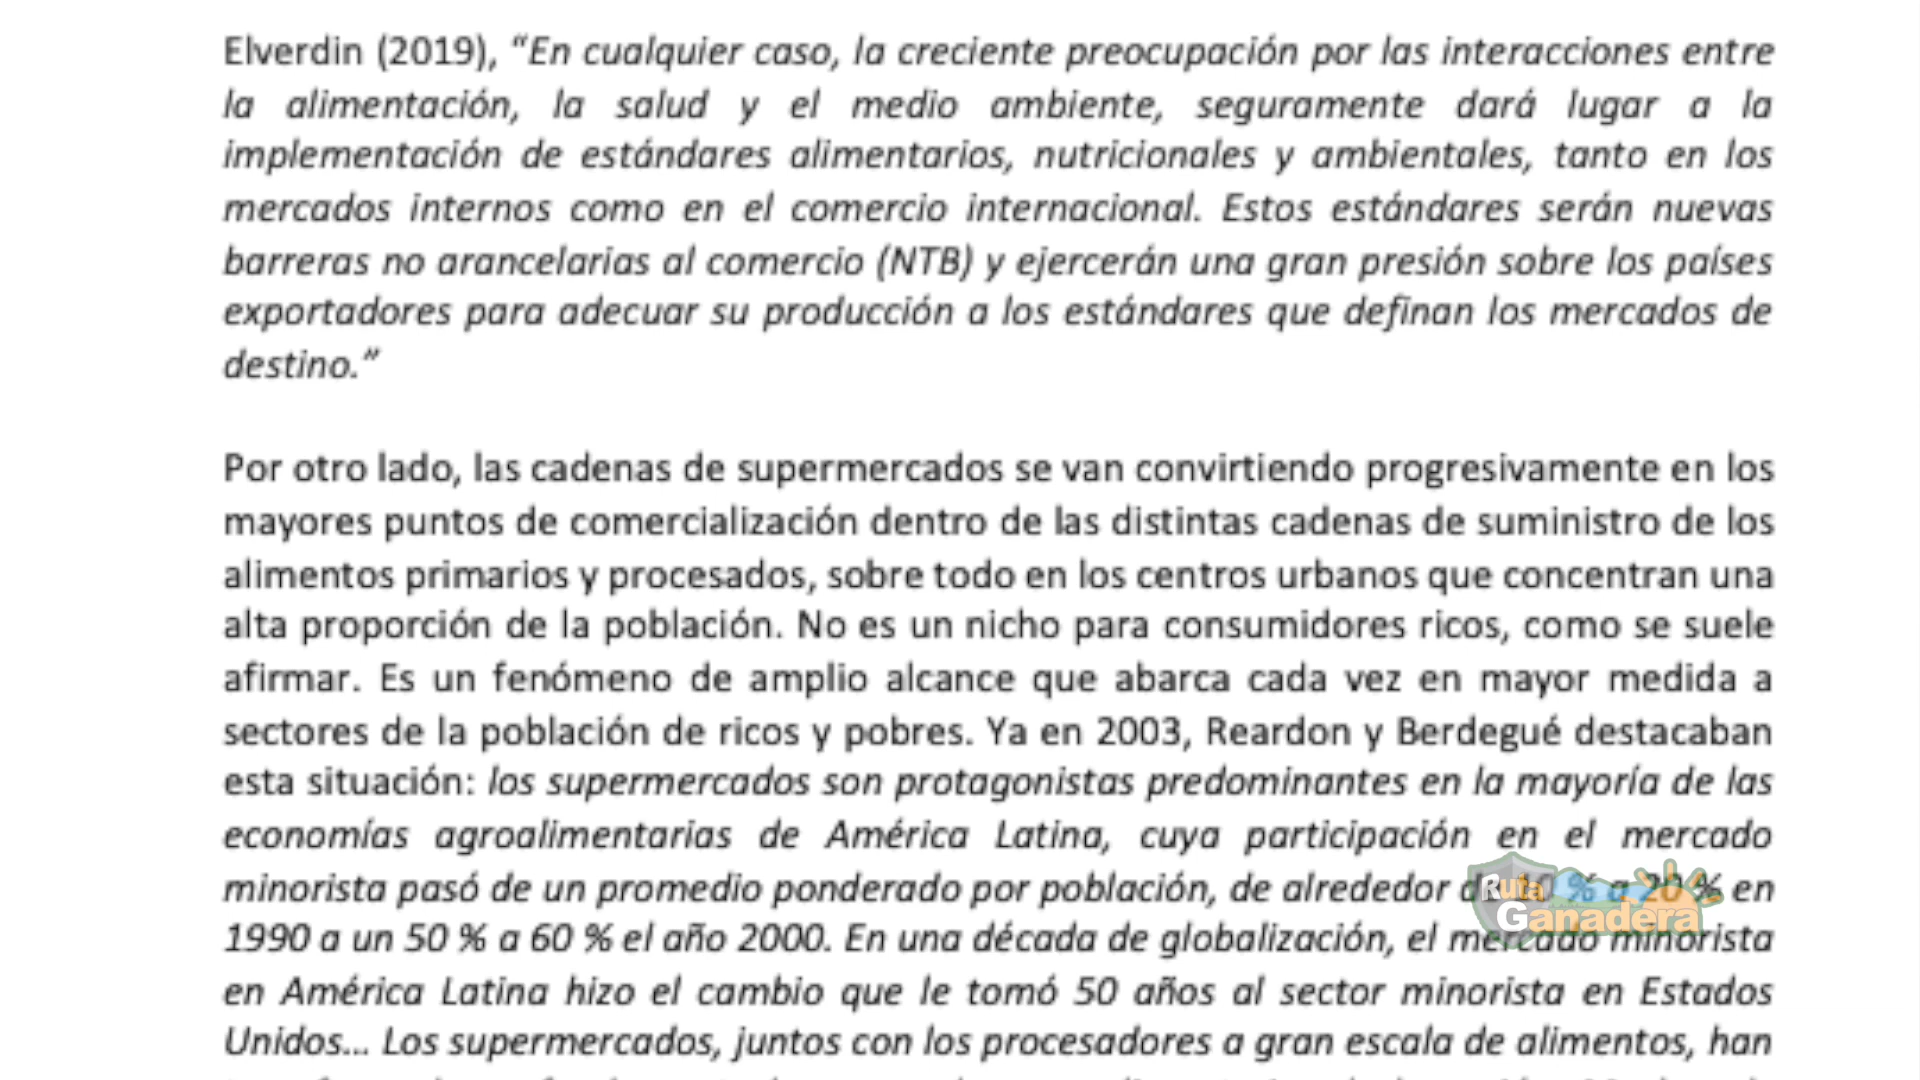 Elverdin (2019), “En cualquier caso, la creciente preocupación por las interacciones entre
la alimentación, la salud y el medio ambiente, seguramente dará lugar a la
implementación de estándares alimentarios, nutricionales y ambientales, tanto en los
mercados internos como en el comercio internacional. Estos estándares serán nuevas
barreras no arancelarias al comercio (NTB) y ejercerán una gran presión sobre los países
exportadores para adecuar su producción a los estándares que definan los mercados de
destino.”
Por otro lado, las cadenas de supermercados se van convirtiendo progresivamente en los
mayores puntos de comercialización dentro de las distintas cadenas de suministro de los
alimentos primarios y procesados, sobre todo en los centros urbanos que concentran una
alta proporción de la población. No es un nicho para consumidores ricos, como se suele
afirmar. Es un fenómeno de amplio alcance que abarca cada vez en mayor medida a
sectores de la población de ricos y pobres. Ya en 2003, Reardon y Berdegué destacaban
esta situación: los supermercados son protagonistas predominantes en la mayoría de las
economías agroalimentarias de América Latina, cuya participación en el mercado
minorista pasó de un promedio ponderado por población, de alrededor % a 20 % en
1990 a un 50 % a 60 % el año 2000. En una década de globalización, el mercado minorista
en América Latina hizo el cambio que le tomó 50 años al sector minorista en Estados
Unidos... Los supermercados, juntos con los procesadores a gran escala de alimentos, han
Ruta
Ganadera